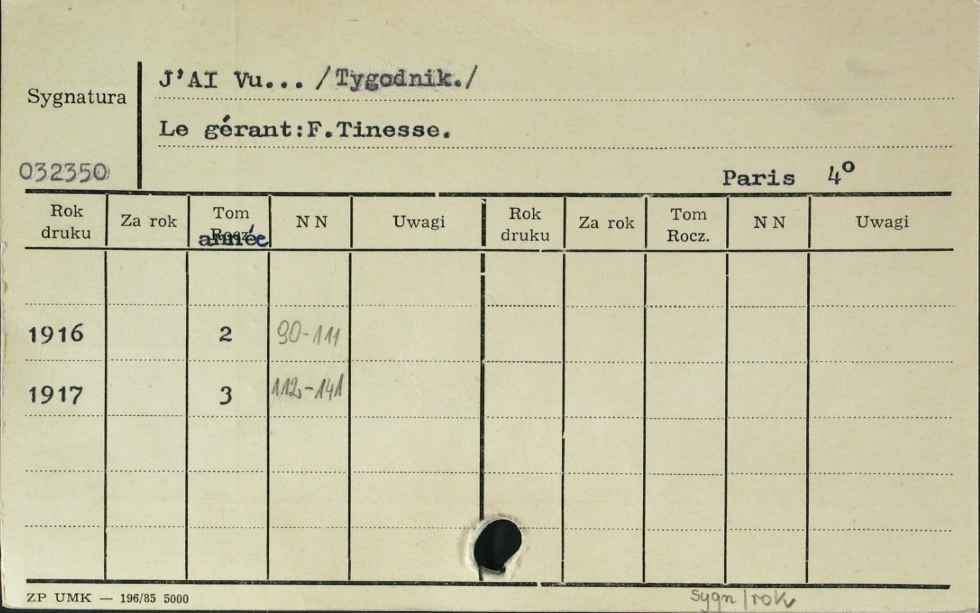 J'AI Vu... /Tygodnik./
Sygnatura
Le gérant:F.Tinesse.
032350
Paris 4º
Rok druku Za rok Tom Rocz. année N N Uwagi Rok druku Za rok Tom Rocz. N N Uwagi
1916 2 90-111
1917 3 112-141
ZP UMK — 196/85 5000
Sygn/rok